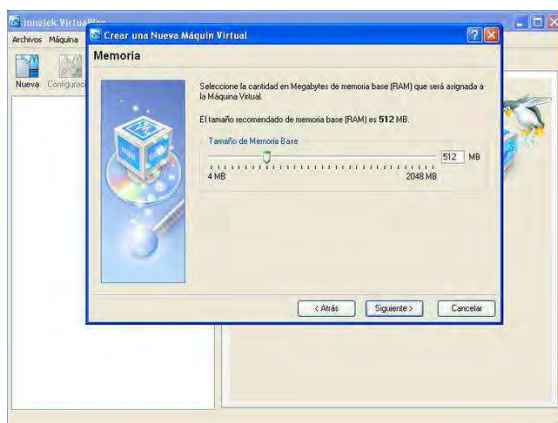 innotek VirtualBox
Archivos Máquina
Nueva Configurac
Crear una Nueva Máquin Virtual
Memoria
Seleccione la cantidad en Megabytes de memoria base (RAM) que será asignada a
la Máquina Virtual.
El tamaño recomendado de memoria base (RAM) es 512 MB.
Tamaño de Memoria Base
512 MB
4 MB 2048 MB
< Atrás Siguiente > Cancelar